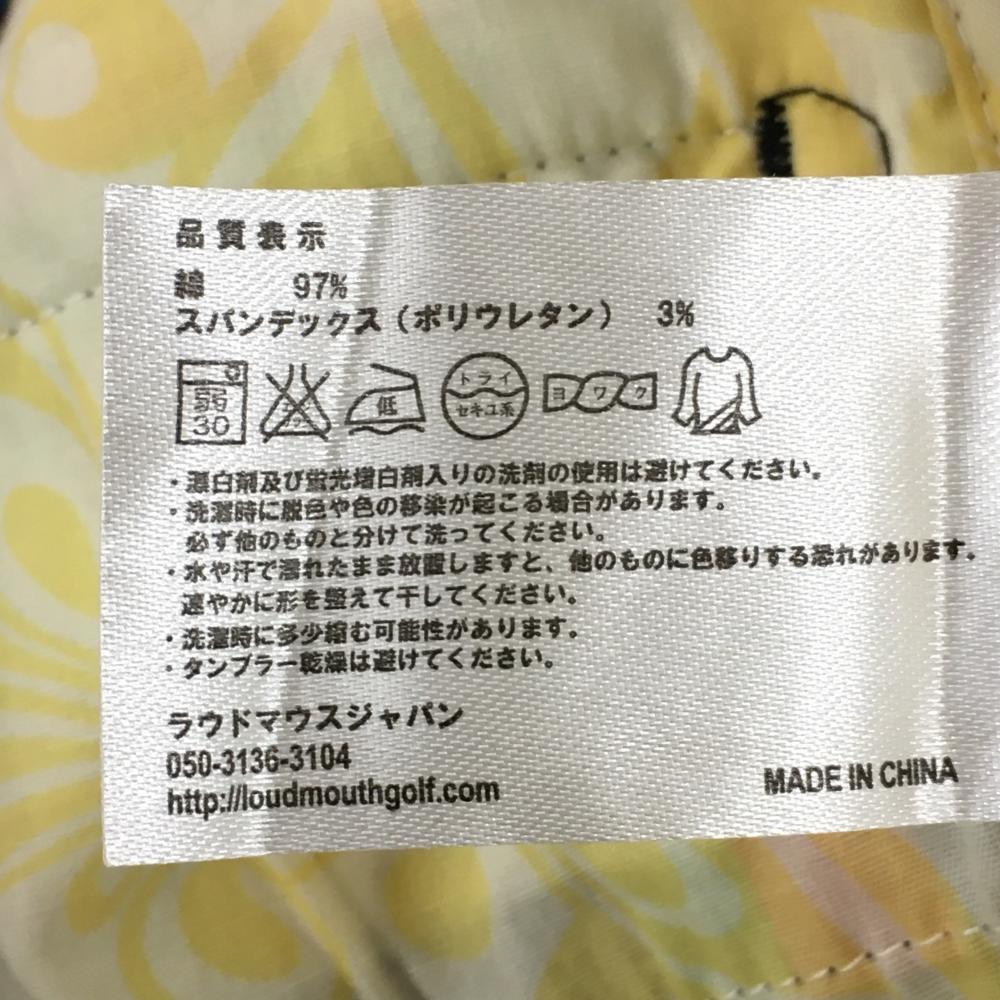 品質表示
綿 97%
スパンデックス（ポリウレタン） 3%
弱 30 エンソ 低 ドライ セキユ系 ヨワク
・漂白剤及び蛍光増白剤入りの洗剤の使用は避けてください。
・洗濯時に脱色や色の移染が起こる場合があります。
必ず他のものと分けて洗ってください。
・水や汗で濡れたまま放置しますと、他のものに色移りする恐れがあります。
速やかに形を整えて干してください。
・洗濯時に多少縮む可能性があります。
・タンブラー乾燥は避けてください。
ラウドマウスジャパン
050-3136-3104
http://loudmouthgolf.com
MADE IN CHINA